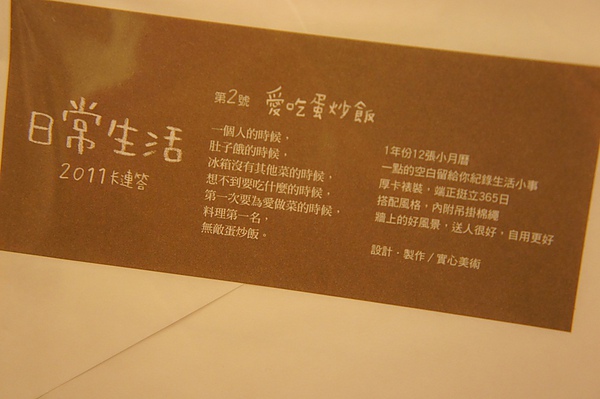 日常生活
2011卡連答
第2號 愛吃蛋炒飯
一個人的時候，
肚子餓的時候，
冰箱沒有其他菜的時候，
想不到要吃什麼的時候，
第一次要為愛做菜的時候，
料理第一名，
無敵蛋炒飯。
1年份12張小月曆
一點的空白留給你紀錄生活小事
厚卡裱裝，端正挺立365日
搭配風格，內附吊掛棉繩
牆上的好風景，送人很好，自用更好
設計．製作 / 實心美術